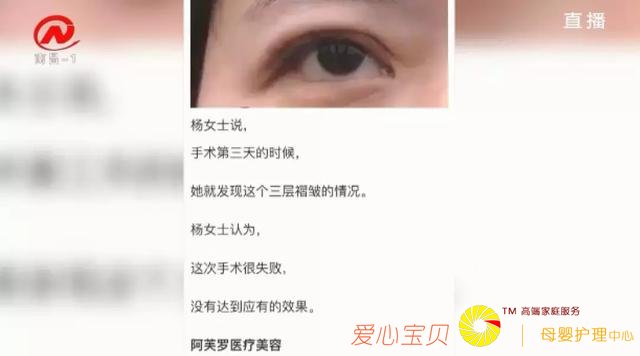 直播
南昌-1
杨女士说，
手术第三天的时候，
她就发现这个三层褶皱的情况。
杨女士认为，
这次手术很失败，
没有达到应有的效果。
阿芙罗医疗美容
爱心宝贝
TM 高端家庭服务
母婴护理中心